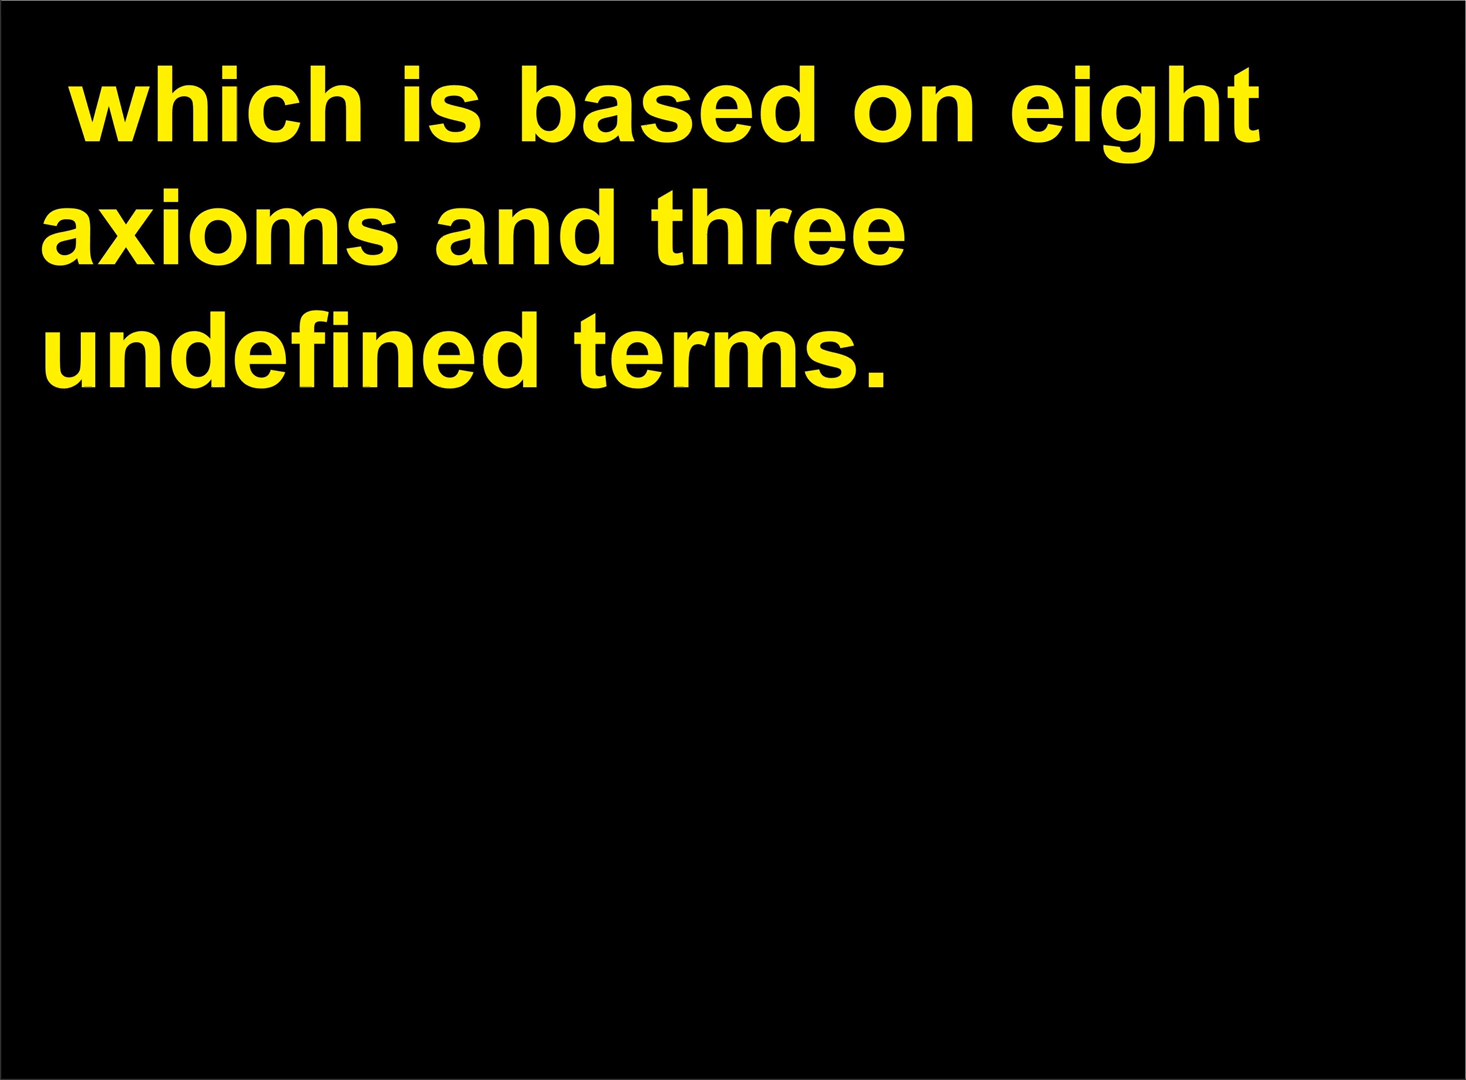 which is based on eight
axioms and three
undefined terms.